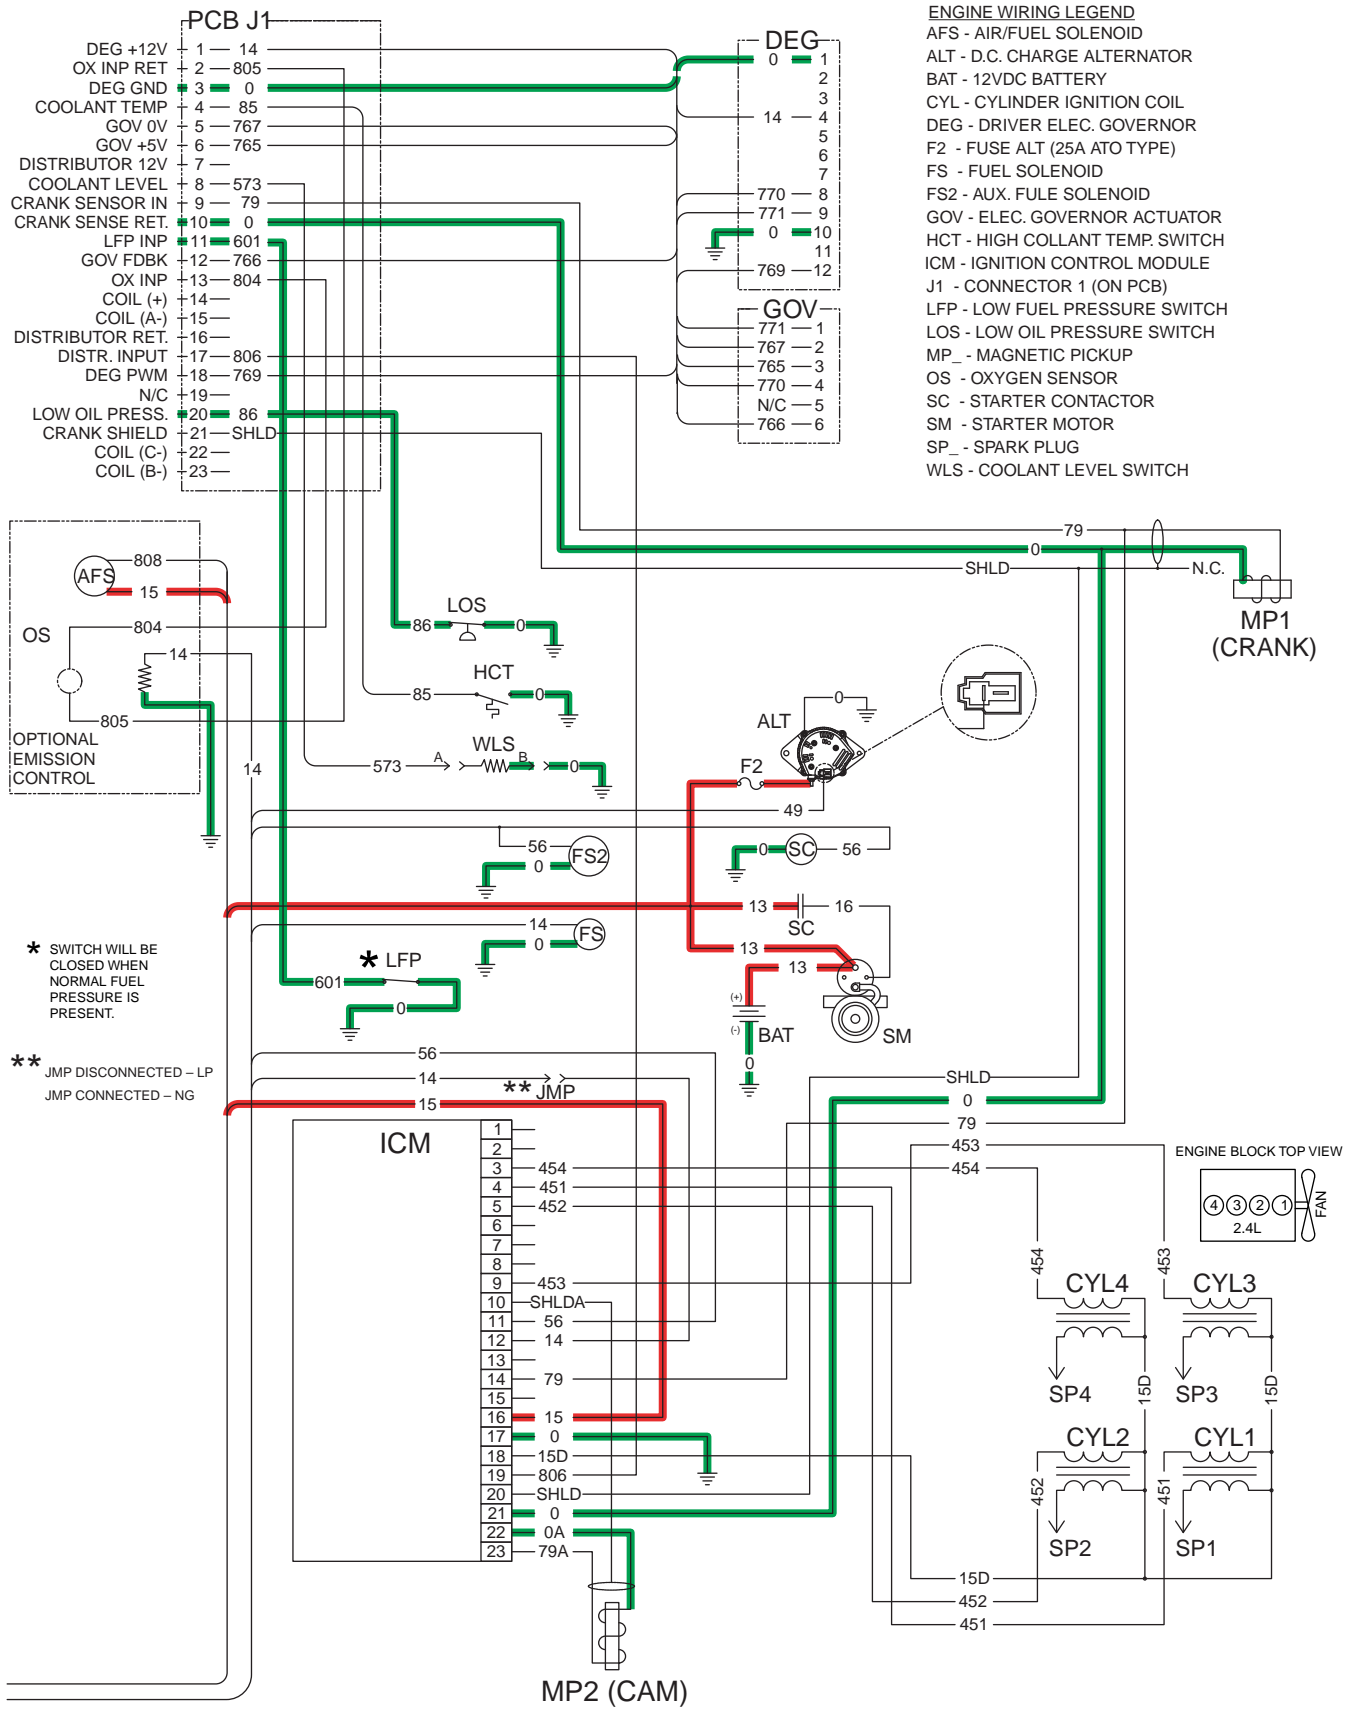 PCB J1
DEG +12V 1 14
OX INP RET 2 805
DEG GND 3 0
COOLANT TEMP 4 85
GOV 0V 5 767
GOV +5V 6 765
DISTRIBUTOR 12V 7
COOLANT LEVEL 8 573
CRANK SENSOR IN 9 79
CRANK SENSE RET. 10 0
LFP INP 11 601
GOV FDBK 12 766
OX INP 13 804
COIL (+) 14
COIL (A-) 15
DISTRIBUTOR RET. 16
DISTR. INPUT 17 806
DEG PWM 18 769
N/C 19
LOW OIL PRESS. 20 86
CRANK SHIELD 21 SHLD
COIL (C-) 22
COIL (B-) 23
DEG
0 1
2
3
14 4
5
6
7
770 8
771 9
0 10
11
769 12
GOV
771 1
767 2
765 3
770 4
N/C 5
766 6
ENGINE WIRING LEGEND
AFS - AIR/FUEL SOLENOID
ALT - D.C. CHARGE ALTERNATOR
BAT - 12VDC BATTERY
CYL - CYLINDER IGNITION COIL
DEG - DRIVER ELEC. GOVERNOR
F2 - FUSE ALT (25A ATO TYPE)
FS - FUEL SOLENOID
FS2 - AUX. FULE SOLENOID
GOV - ELEC. GOVERNOR ACTUATOR
HCT - HIGH COLLANT TEMP. SWITCH
ICM - IGNITION CONTROL MODULE
J1 - CONNECTOR 1 (ON PCB)
LFP - LOW FUEL PRESSURE SWITCH
LOS - LOW OIL PRESSURE SWITCH
MP_ - MAGNETIC PICKUP
OS - OXYGEN SENSOR
SC - STARTER CONTACTOR
SM - STARTER MOTOR
SP_ - SPARK PLUG
WLS - COOLANT LEVEL SWITCH
79
0
SHLD
N.C.
MP1
(CRANK)
AFS
808
15
OS
804
14
805
OPTIONAL
EMISSION
CONTROL
14
LOS
86 0
HCT
85 0
WLS
573 A B 0
ALT
0
F2
49
56
FS2
0
0 SC 56
13 16
SC
14
FS
0
13
13
(+)
(-)
BAT
0
SM
* SWITCH WILL BE
CLOSED WHEN
NORMAL FUEL
PRESSURE IS
PRESENT.
* LFP
601
0
** JMP DISCONNECTED – LP
JMP CONNECTED – NG
56
14
** JMP
15
SHLD
0
79
453
454
ICM
1
2
3 454
4 451
5 452
6
7
8
9 453
10 SHLDA
11 56
12 14
13
14 79
15
16 15
17 0
18 15D
19 806
20 SHLD
21 0
22 0A
23 79A
MP2 (CAM)
ENGINE BLOCK TOP VIEW
4 3 2 1
2.4L
FAN
454
453
CYL4
CYL3
SP4
15D
SP3
15D
CYL2
CYL1
452
451
SP2
SP1
15D
452
451